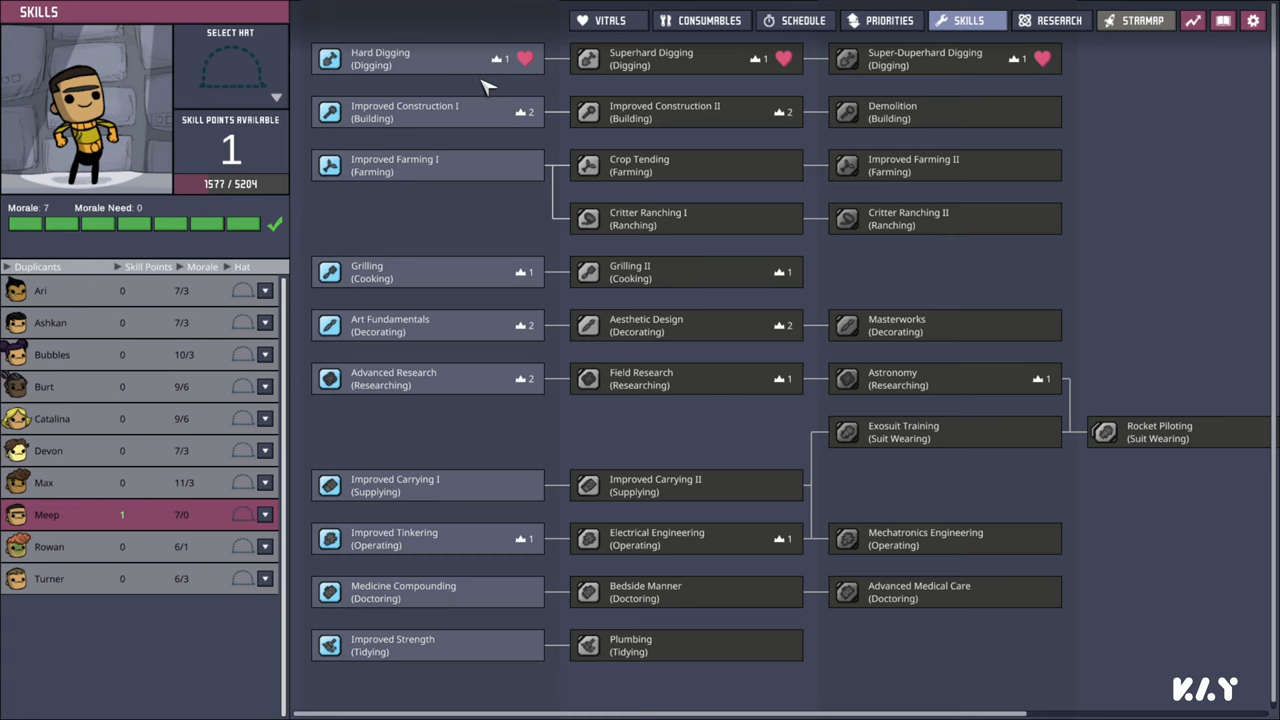 SKILLS
VITALS
CONSUMABLES
SCHEDULE
PRIORITIES
SKILLS
RESEARCH
STARMAP
SELECT HAT
SKILL POINTS AVAILABLE
1
1577 / 5204
Morale: 7
Morale Need: 0
Duplicants
Skill Points
Morale
Hat
Ari 0 7/3
Ashkan 0 7/3
Bubbles 0 10/3
Burt 0 9/6
Catalina 0 9/6
Devon 0 7/3
Max 0 11/3
Meep 1 7/0
Rowan 0 6/1
Turner 0 6/3
Hard Digging
(Digging)
1
Superhard Digging
(Digging)
1
Super-Duperhard Digging
(Digging)
1
Improved Construction I
(Building)
2
Improved Construction II
(Building)
2
Demolition
(Building)
Improved Farming I
(Farming)
Crop Tending
(Farming)
Improved Farming II
(Farming)
Critter Ranching I
(Ranching)
Critter Ranching II
(Ranching)
Grilling
(Cooking)
1
Grilling II
(Cooking)
1
Art Fundamentals
(Decorating)
2
Aesthetic Design
(Decorating)
2
Masterworks
(Decorating)
Advanced Research
(Researching)
2
Field Research
(Researching)
1
Astronomy
(Researching)
1
Exosuit Training
(Suit Wearing)
Rocket Piloting
(Suit Wearing)
Improved Carrying I
(Supplying)
Improved Carrying II
(Supplying)
Improved Tinkering
(Operating)
1
Electrical Engineering
(Operating)
1
Mechatronics Engineering
(Operating)
Medicine Compounding
(Doctoring)
Bedside Manner
(Doctoring)
Advanced Medical Care
(Doctoring)
Improved Strength
(Tidying)
Plumbing
(Tidying)
KAY